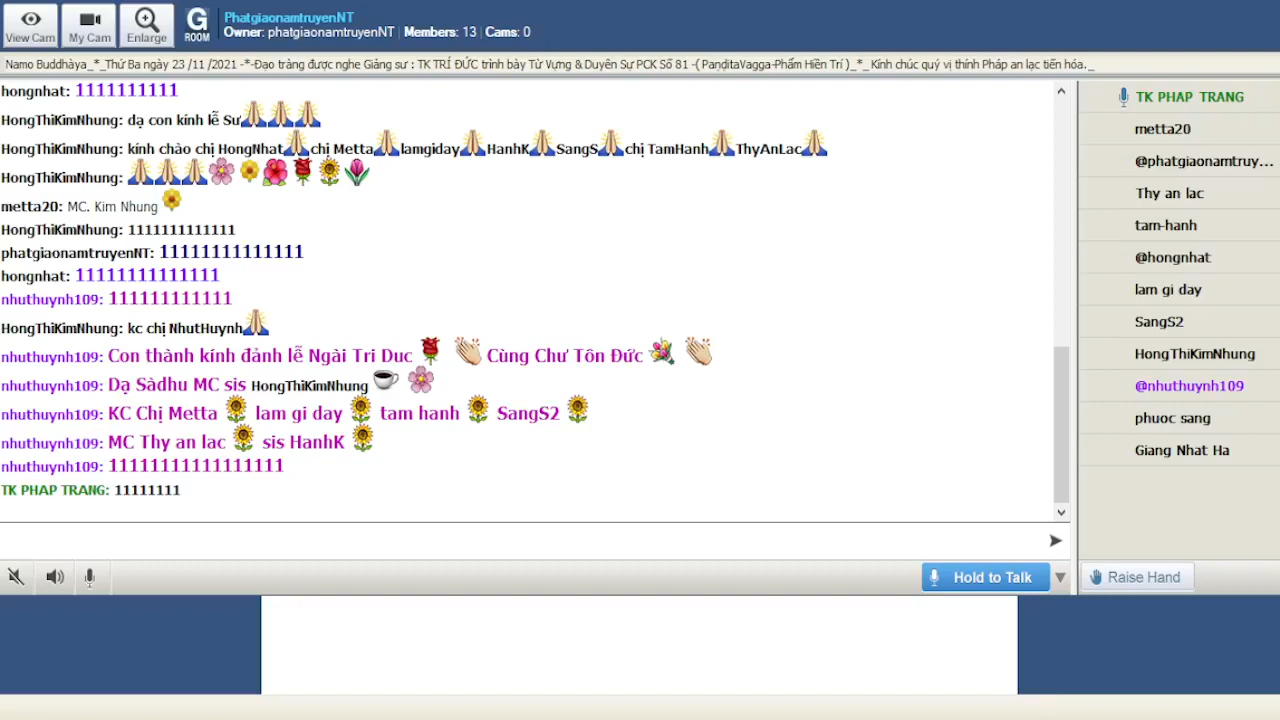 View Cam
My Cam
Enlarge
G
ROOM
PhatgiaonamtruyenNT
Owner: phatgiaonamtruyenNT | Members: 13 | Cams: 0
Namo Buddhàya_*_Thứ Ba ngày 23 /11 /2021 -*-Đạo tràng được nghe Giảng sư : TK TRÍ ĐỨC trình bày Từ Vựng & Duyên Sự PCK Số 81 -( PaṇḍitaVagga-Phẩm Hiền Trí )_*_ Kính chúc quý vị thính Pháp an lạc tiến hóa._
hongnhat: 1111111111
HongThiKimNhung: dạ con kính lễ Sư
HongThiKimNhung: kính chào chị HongNhat chị Metta lamgiday HanhK SangS chị TamHanh ThyAnLac
HongThiKimNhung:
metta20: MC. Kim Nhung
HongThiKimNhung: 1111111111111
phatgiaonamtruyenNT: 11111111111111
hongnhat: 11111111111111
nhuthuynh109: 111111111111
HongThiKimNhung: kc chị NhutHuynh
nhuthuynh109: Con thành kính đảnh lễ Ngài Tri Duc Cùng Chư Tôn Đức
nhuthuynh109: Dạ Sàdhu MC sis HongThiKimNhung
nhuthuynh109: KC Chị Metta lam gi day tam hanh SangS2
nhuthuynh109: MC Thy an lac sis HanhK
nhuthuynh109: 11111111111111111
TK PHAP TRANG: 11111111
TK PHAP TRANG
metta20
@phatgiaonamtruy...
Thy an lac
tam-hanh
@hongnhat
lam gi day
SangS2
HongThiKimNhung
@nhuthuynh109
phuoc sang
Giang Nhat Ha
Hold to Talk
Raise Hand